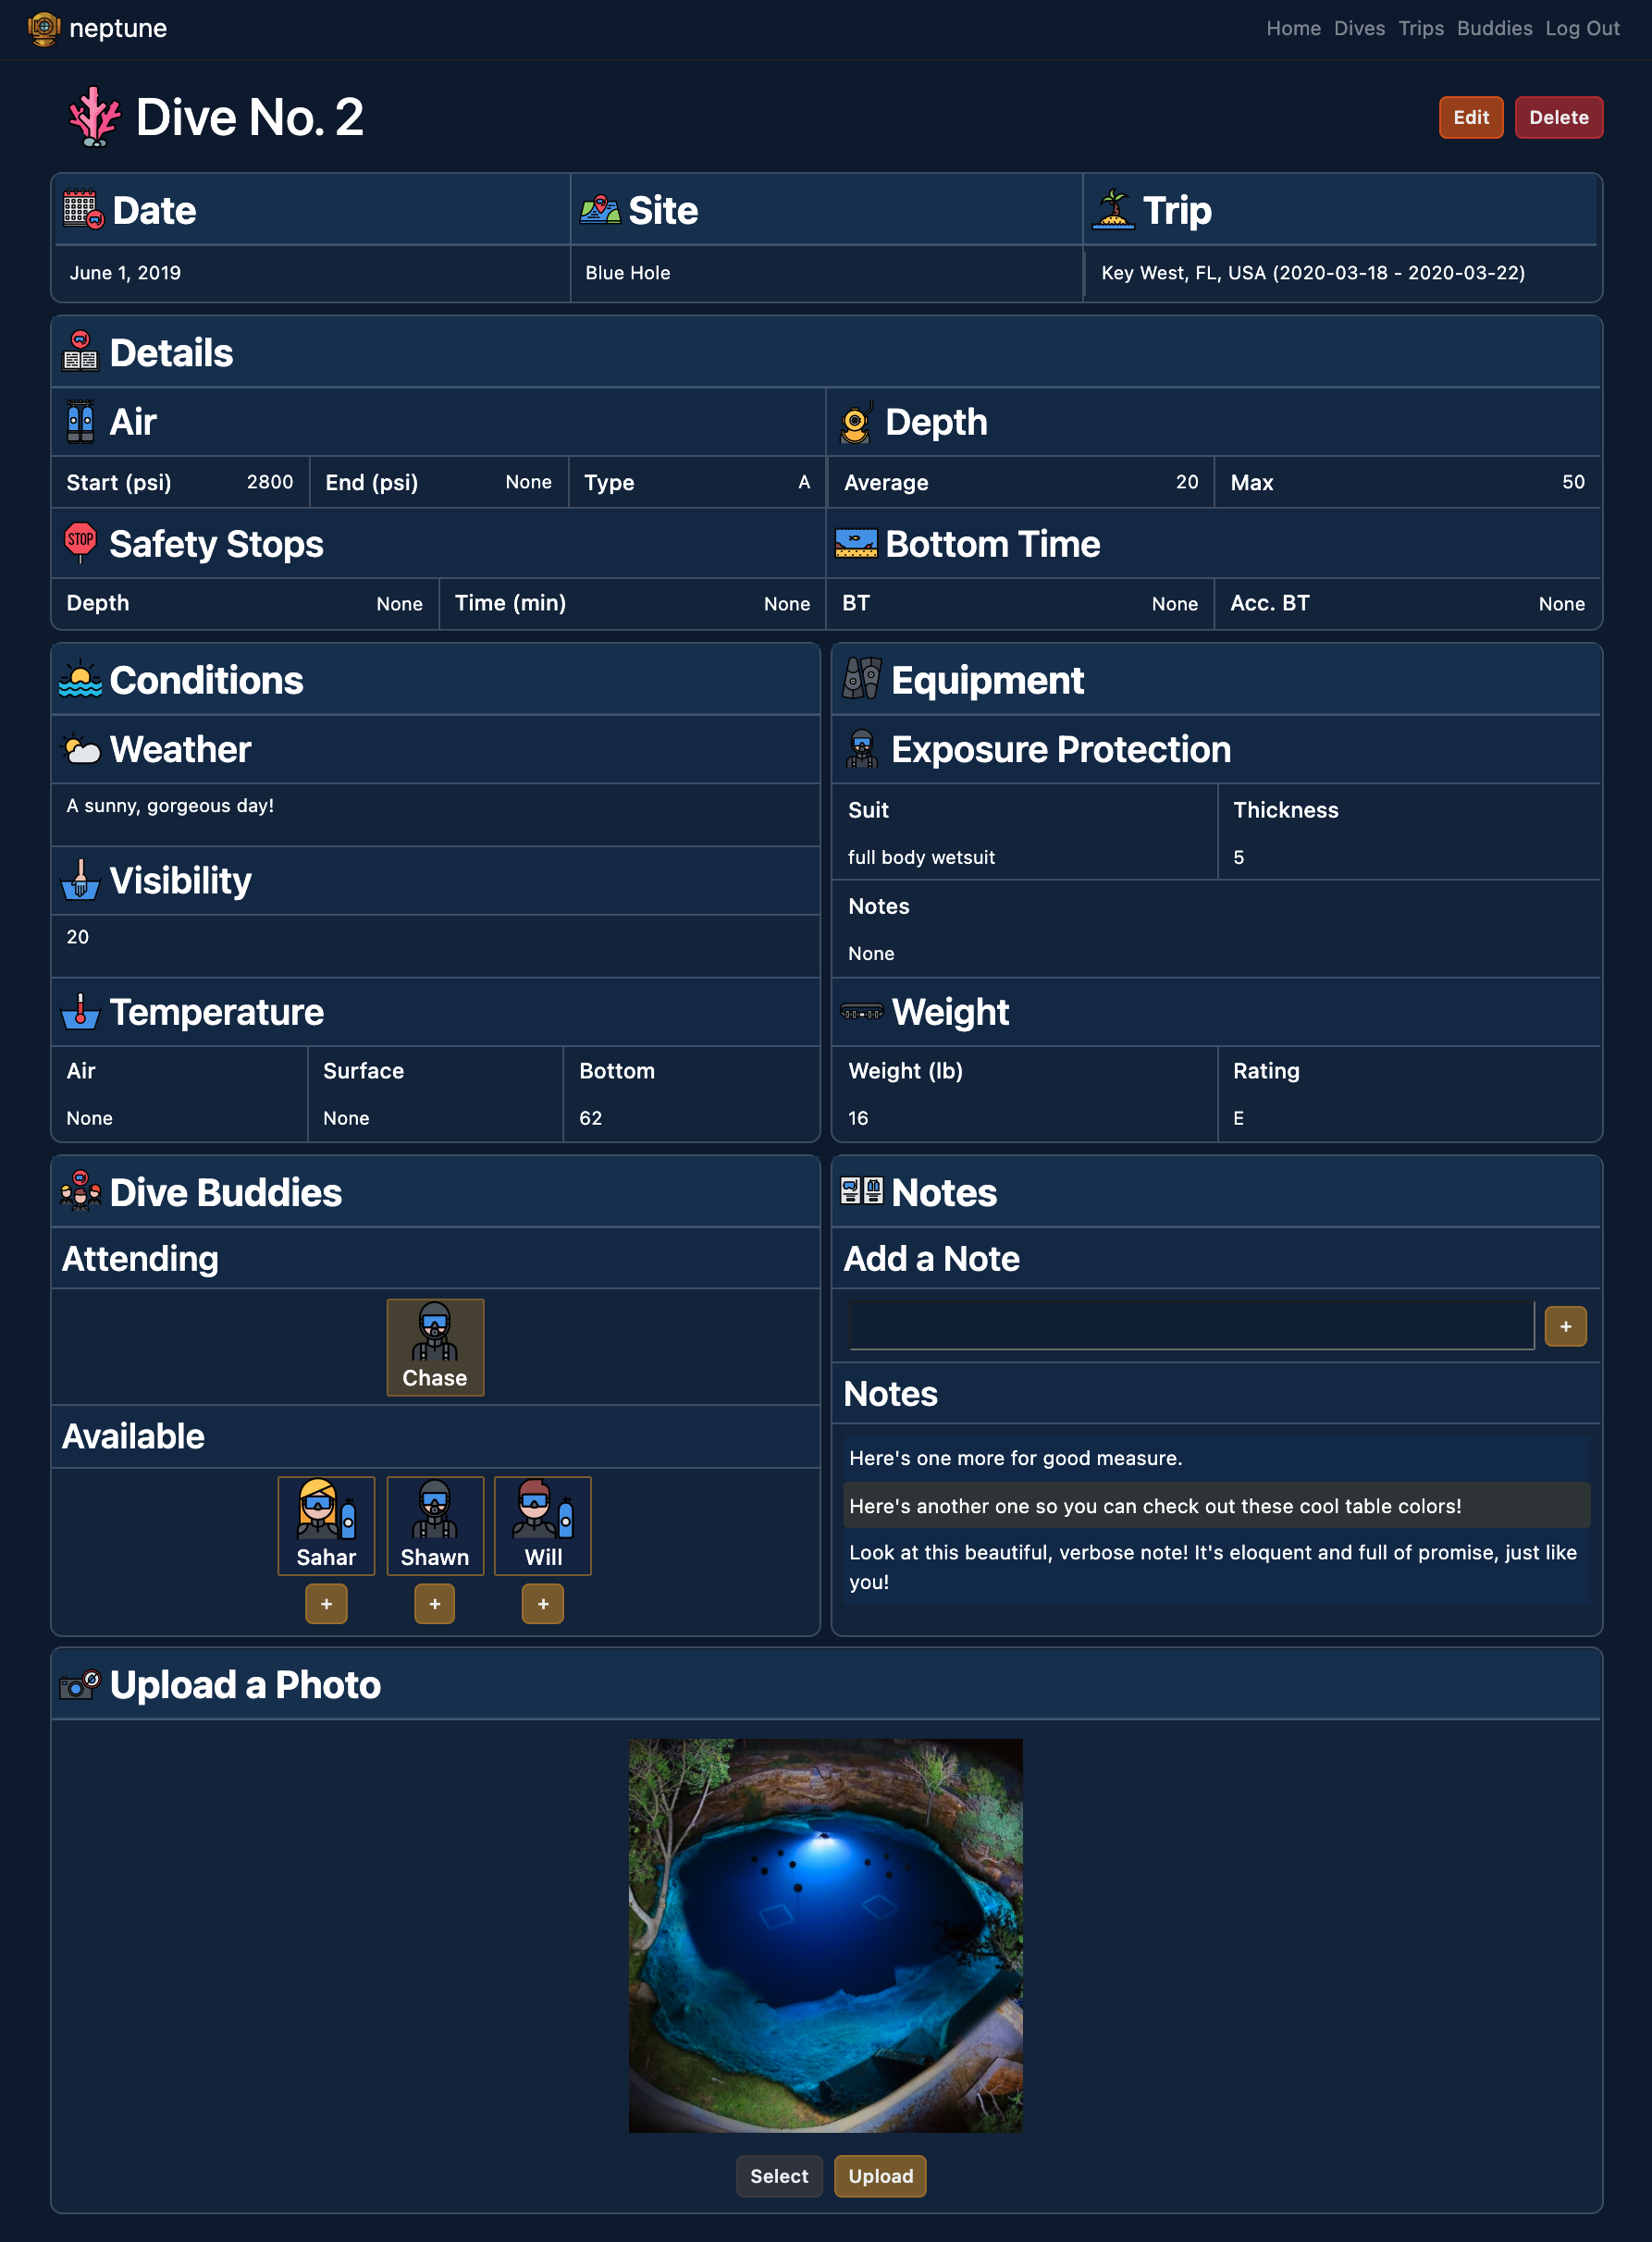 neptune
Home Dives Trips Buddies Log Out
Dive No. 2
Edit Delete
Date Site Trip
June 1, 2019 Blue Hole Key West, FL, USA (2020-03-18 - 2020-03-22)
Details
Air Depth
Start (psi) 2800 End (psi) None Type A Average 20 Max 50
STOP Safety Stops Bottom Time
Depth None Time (min) None BT None Acc. BT None
Conditions
Weather
A sunny, gorgeous day!
Visibility
20
Temperature
Air Surface Bottom
None None 62
Equipment
Exposure Protection
Suit Thickness
full body wetsuit 5
Notes
None
Weight
Weight (lb) Rating
16 E
Dive Buddies
Attending
Chase
Available
Sahar Shawn Will
+ + +
Notes
Add a Note
+
Notes
Here's one more for good measure.
Here's another one so you can check out these cool table colors!
Look at this beautiful, verbose note! It's eloquent and full of promise, just like
you!
Upload a Photo
Select Upload